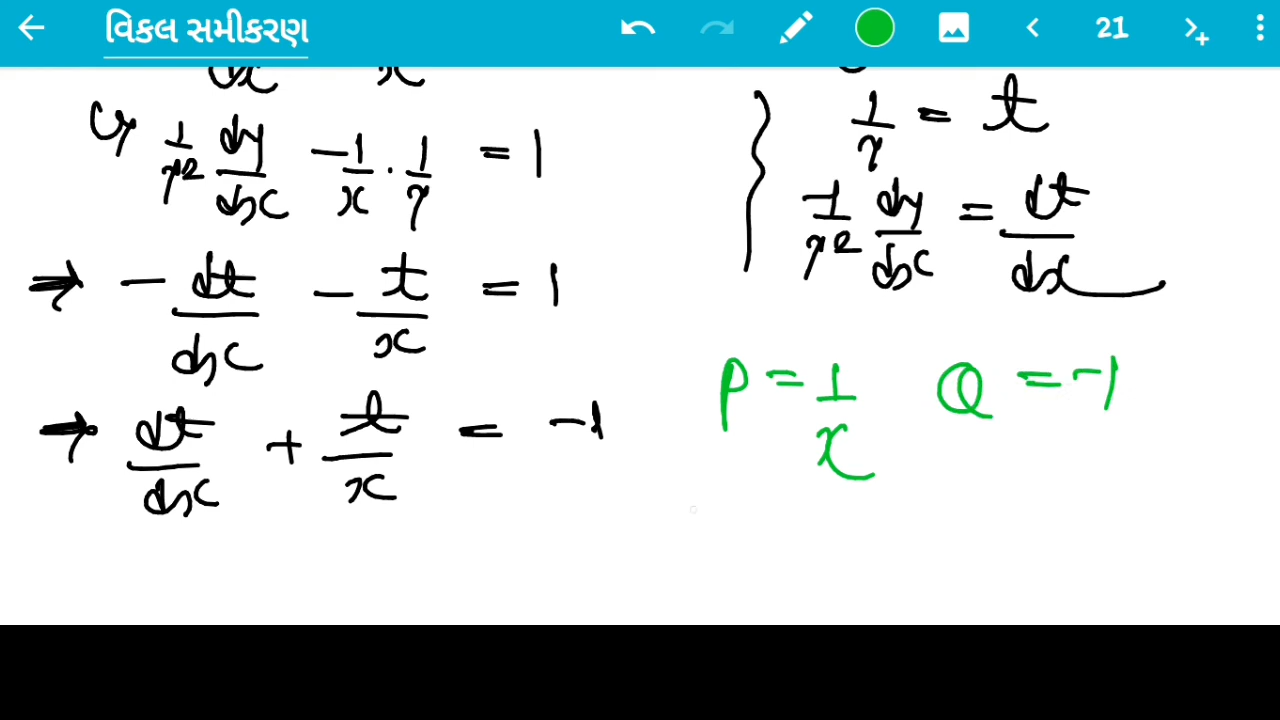 વિકલ સમીકરણ 21
1/y² dy/dx - 1/x · 1/y = 1
⇒ - dt/dx - t/x = 1
⇒ dt/dx + t/x = -1
1/y = t
-1/y² dy/dx = dt/dx
P = 1/x Q = -1